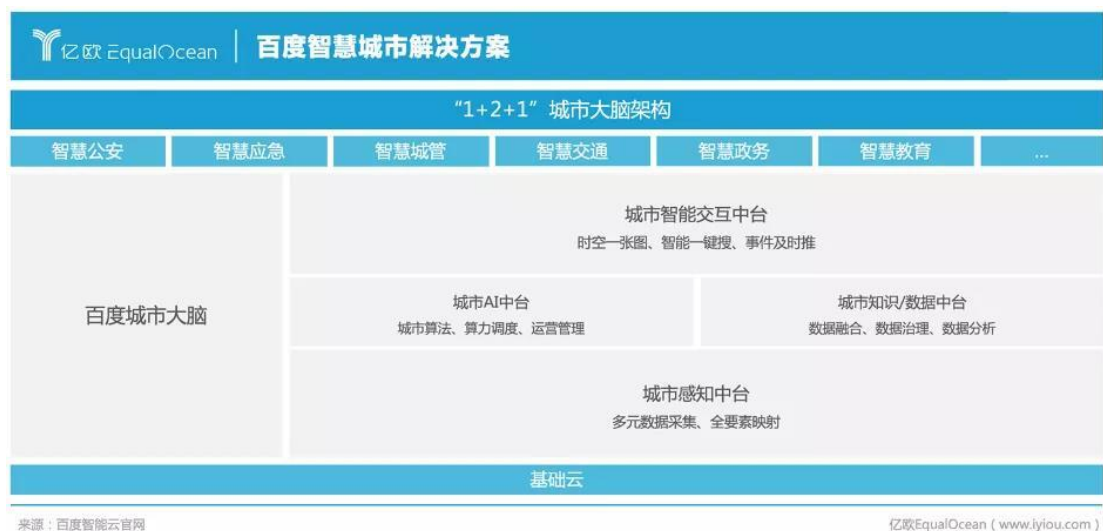 亿欧 EqualOcean
百度智慧城市解决方案
“1+2+1”城市大脑架构
智慧公安 智慧应急 智慧城管 智慧交通 智慧政务 智慧教育 ...
城市智能交互中台
时空一张图、智能一键搜、事件及时推
百度城市大脑
城市AI中台
城市算法、算力调度、运营管理
城市知识/数据中台
数据融合、数据治理、数据分析
城市感知中台
多元数据采集、全要素映射
基础云
来源：百度智能云官网
亿欧EqualOcean（www.iyiou.com）